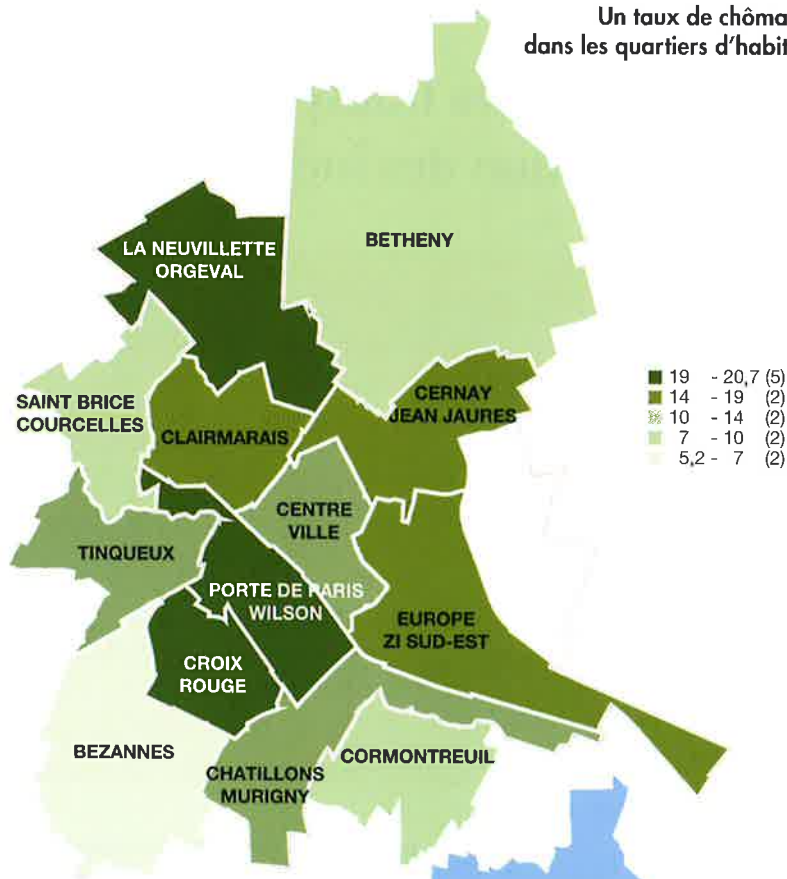 Un taux de chôma
dans les quartiers d'habit
LA NEUVILLETTE
ORGEVAL
BETHENY
SAINT BRICE
COURCELLES
CLAIRMARAIS
CERNAY
JEAN JAURES
19 - 20,7 (5)
14 - 19 (2)
10 - 14 (2)
7 - 10 (2)
5,2 - 7 (2)
TINQUEUX
CENTRE
VILLE
PORTE DE PARIS
WILSON
EUROPE
ZI SUD-EST
CROIX
ROUGE
BEZANNES
CHATILLONS
MURIGNY
CORMONTREUIL